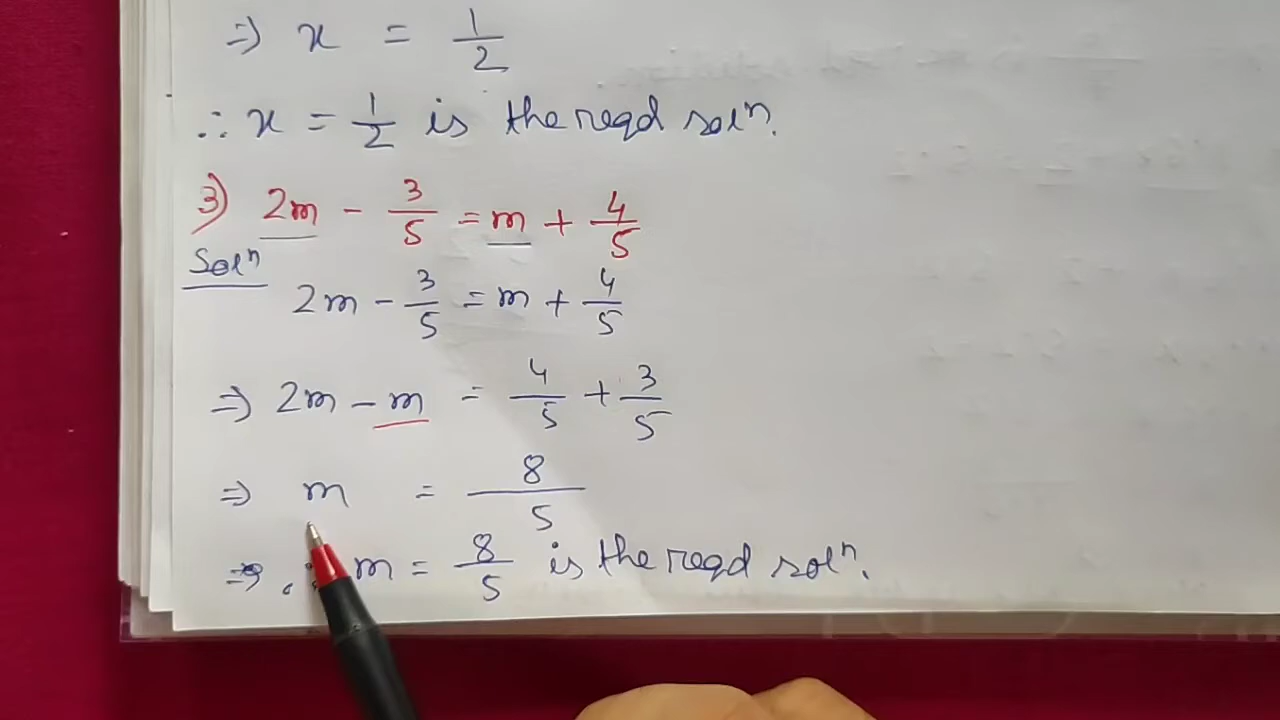 ⇒ x = 1/2
∴ x = 1/2 is the reqd solⁿ.
3) 2m - 3/5 = m + 4/5
Solⁿ
2m - 3/5 = m + 4/5
⇒ 2m - m = 4/5 + 3/5
⇒ m = 8/5
⇒ ∴ m = 8/5 is the reqd solⁿ.